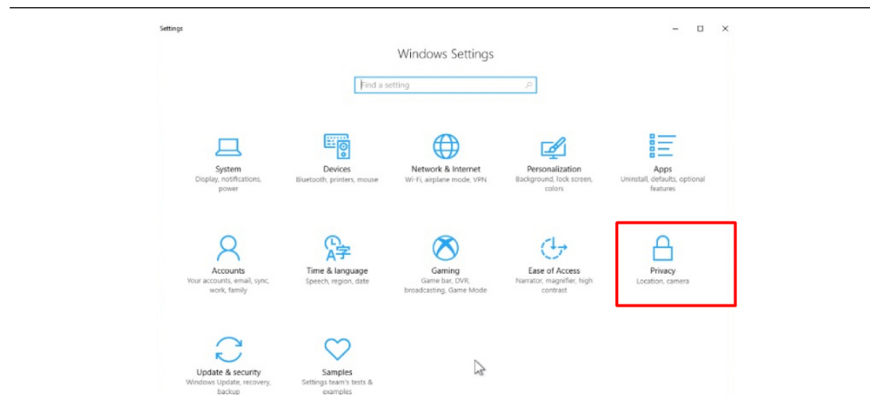 Settings
Windows Settings
Find a setting
System
Display, notifications,
power
Devices
Bluetooth, printers, mouse
Network & Internet
Wi-Fi, airplane mode, VPN
Personalization
Background, lock screen,
colors
Apps
Uninstall, defaults, optional
features
Accounts
Your accounts, email, sync,
work, family
Time & language
Speech, region, date
Gaming
Game bar, DVR,
broadcasting, Game Mode
Ease of Access
Narrator, magnifier, high
contrast
Privacy
Location, camera
Update & security
Windows Update, recovery,
backup
Samples
Settings team's tests &
examples